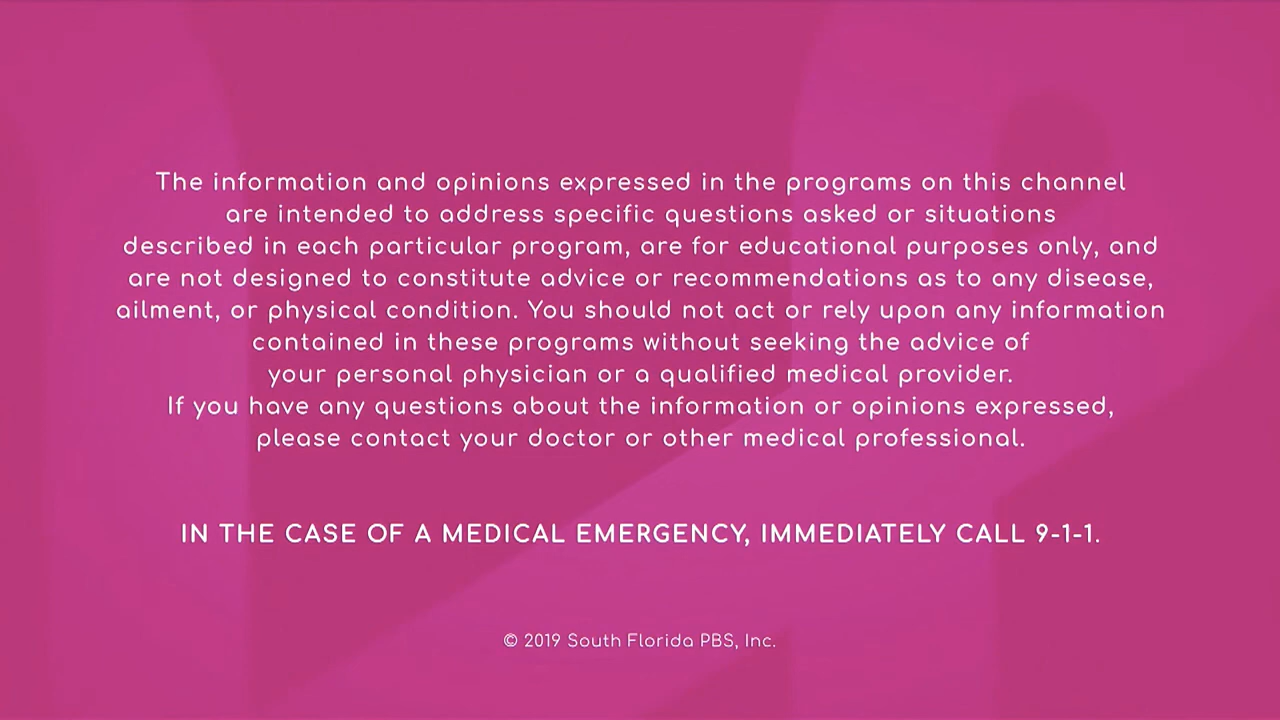 The information and opinions expressed in the programs on this channel
are intended to address specific questions asked or situations
described in each particular program, are for educational purposes only, and
are not designed to constitute advice or recommendations as to any disease,
ailment, or physical condition. You should not act or rely upon any information
contained in these programs without seeking the advice of
your personal physician or a qualified medical provider.
If you have any questions about the information or opinions expressed,
please contact your doctor or other medical professional.
IN THE CASE OF A MEDICAL EMERGENCY, IMMEDIATELY CALL 9-1-1.
© 2019 South Florida PBS, Inc.